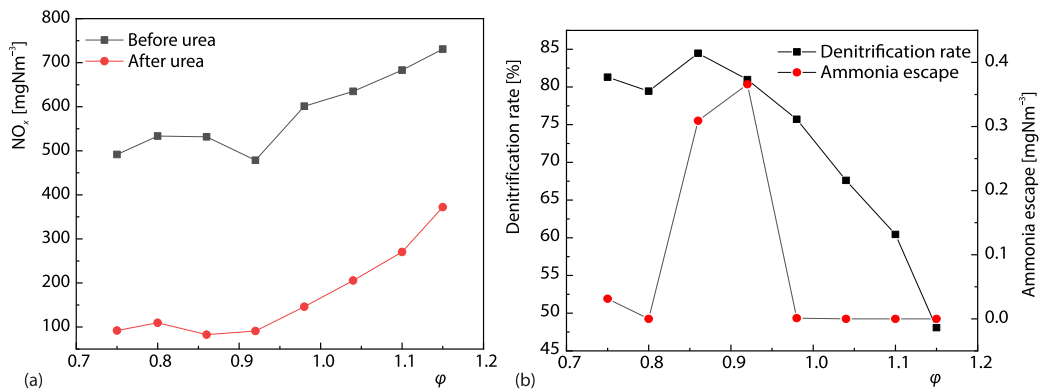 800
700
600
500
400
300
200
100
NOₓ [mgNm⁻³]
Before urea
After urea
0.7 0.8 0.9 1.0 1.1 1.2
(a) φ
85
80
75
70
65
60
55
50
45
Denitrification rate [%]
Denitrification rate
Ammonia escape
0.4
0.3
0.2
0.1
0.0
Ammonia escape [mgNm⁻³]
0.7 0.8 0.9 1.0 1.1 1.2
(b) φ